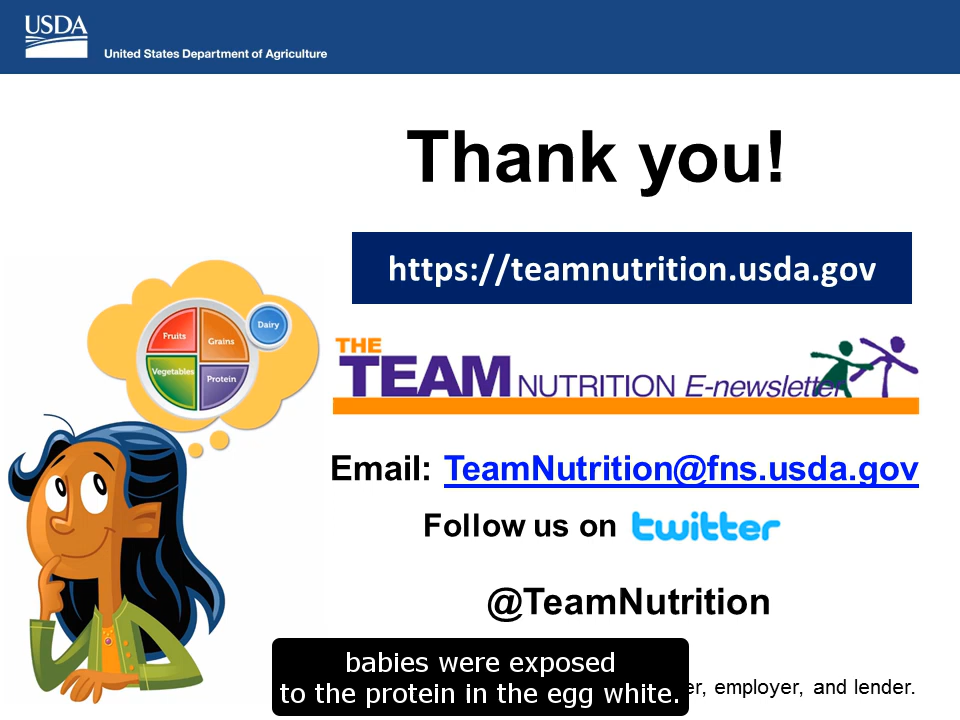 USDA
United States Department of Agriculture
Thank you!
https://teamnutrition.usda.gov
Fruits
Grains
Dairy
Vegetables
Protein
THE
TEAM NUTRITION E-newsletter
Email: TeamNutrition@fns.usda.gov
Follow us on twitter
@TeamNutrition
babies were exposed
to the protein in the egg white.
employer, and lender.